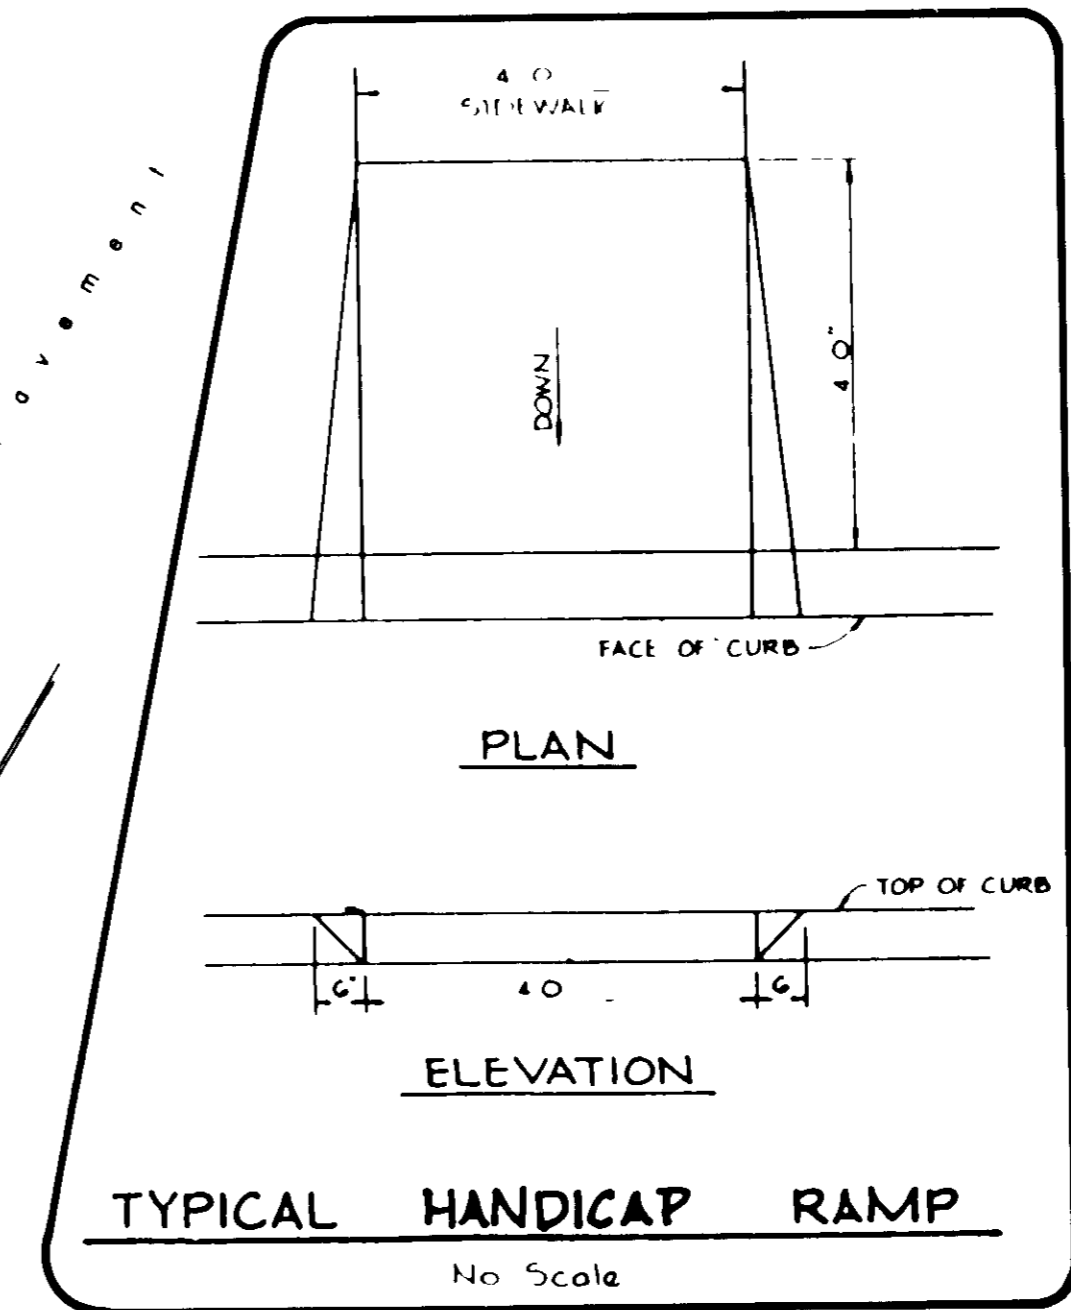 4 0
SIDEWALK
ovement
DOWN
4 0"
FACE OF CURB
PLAN
TOP OF CURB
6" 4 0 6
ELEVATION
TYPICAL HANDICAP RAMP
No Scale